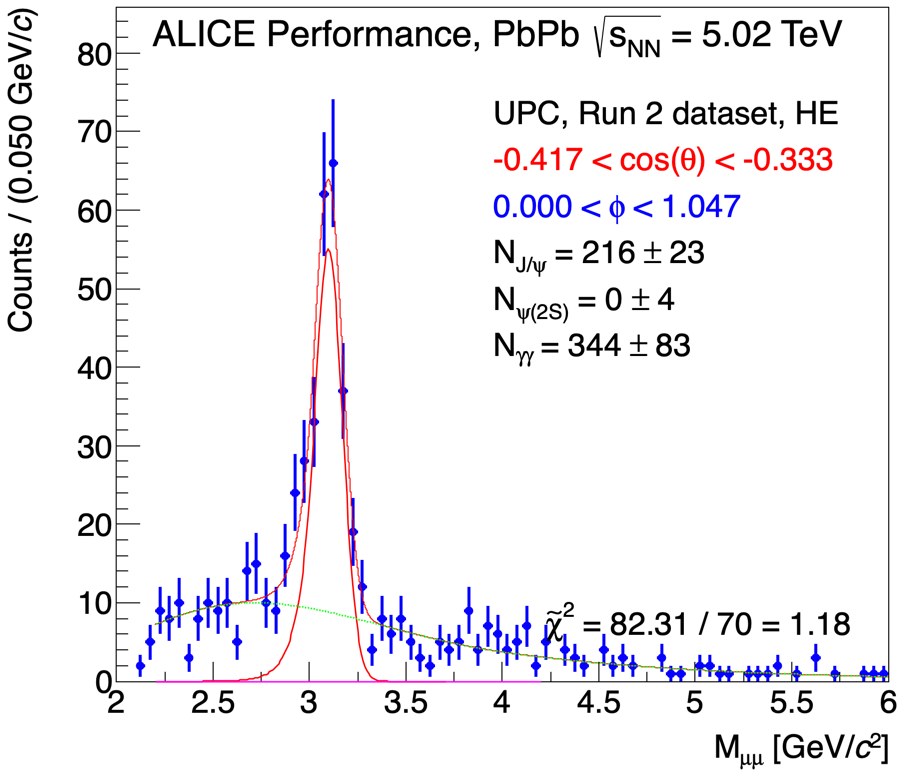 ALICE Performance, PbPb √sNN = 5.02 TeV
UPC, Run 2 dataset, HE
-0.417 < cos(θ) < -0.333
0.000 < ϕ < 1.047
NJ/ψ = 216 ± 23
Nψ(2S) = 0 ± 4
Nγγ = 344 ± 83
χ̃² = 82.31 / 70 = 1.18
Counts / (0.050 GeV/c)
80
70
60
50
40
30
20
10
0
2 2.5 3 3.5 4 4.5 5 5.5 6
Mμμ [GeV/c²]